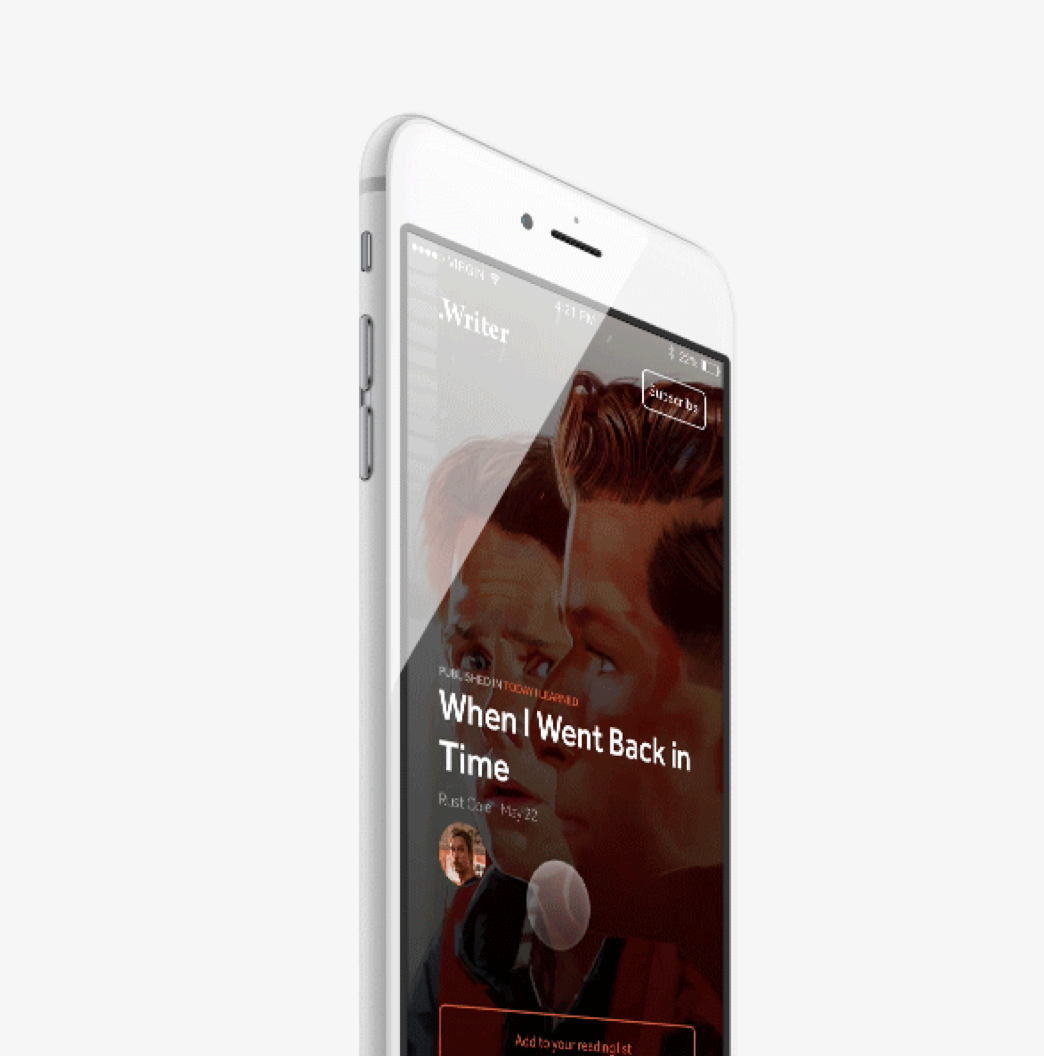 VIRGIN
4:21 PM
22%
.Writer
Subscribe
PUBLISHED IN TODAY I LEARNED
When I Went Back in
Time
Rust Cole May 22
Add to your reading list